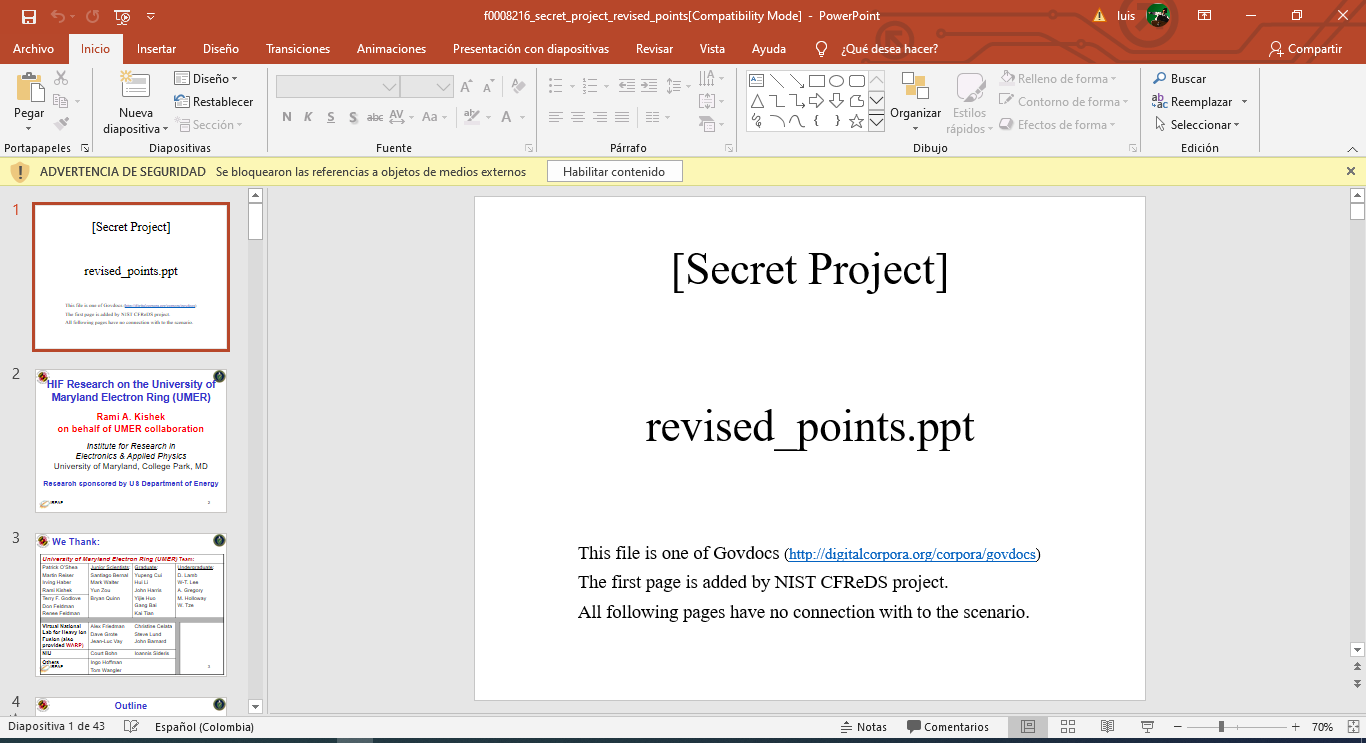 f0008216_secret_project_revised_points[Compatibility Mode] - PowerPoint
luis
Archivo Inicio Insertar Diseño Transiciones Animaciones Presentación con diapositivas Revisar Vista Ayuda ¿Qué desea hacer? Compartir
Pegar
Nueva diapositiva
Diseño
Restablecer
Sección
N K S S abc AV Aa
A A
Relleno de forma
Contorno de forma
Efectos de forma
Organizar
Estilos rápidos
Buscar
Reemplazar
Seleccionar
Portapapeles Diapositivas Fuente Párrafo Dibujo Edición
ADVERTENCIA DE SEGURIDAD Se bloquearon las referencias a objetos de medios externos Habilitar contenido
1
[Secret Project]
revised_points.ppt
This file is one of Govdocs (http://digitalcorpora.org/corpora/govdocs)
The first page is added by NIST CFReDS project.
All following pages have no connection with to the scenario.
2
HIF Research on the University of
Maryland Electron Ring (UMER)
Rami A. Kishek
on behalf of UMER collaboration
Institute for Research in
Electronics & Applied Physics
University of Maryland, College Park, MD
Research sponsored by US Department of Energy
2
3
We Thank:
University of Maryland Electron Ring (UMER) Team:
Patrick O'Shea Junior Scientists: Graduate: Undergraduate:
Martin Reiser Santiago Bernal Yupeng Cui D. Lamb
Irving Haber Mark Walter Hui Li W-T. Lee
Rami Kishek Yun Zou John Harris A. Gregory
Terry F. Godlove Bryan Quinn Yijie Huo M. Holloway
Don Feldman Gang Bai W. Tze
Renee Feldman Kai Tian
Virtual National Alex Friedman Christine Celata
Lab for Heavy Ion Dave Grote Steve Lund
Fusion (also Jean-Luc Vay John Barnard
provided WARP)
NIU Court Bohn Ioannis Sideris
Others Ingo Hoffman
Tom Wangler
3
4
Outline
[Secret Project]
revised_points.ppt
This file is one of Govdocs (http://digitalcorpora.org/corpora/govdocs)
The first page is added by NIST CFReDS project.
All following pages have no connection with to the scenario.
Diapositiva 1 de 43 Español (Colombia) Notas Comentarios 70%